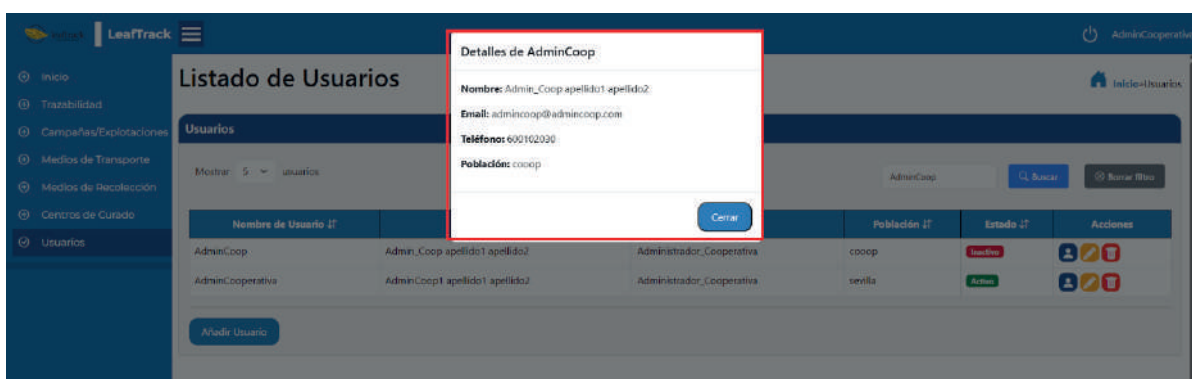 LeafTrack
AdminCooperativa
Inicio
Trazabilidad
Campañas/Explotaciones
Medios de Transporte
Medios de Recolección
Centros de Curado
Usuarios
Listado de Usuarios
Inicio»Usuarios
Usuarios
Mostrar 5 usuarios
AdminCoop
Buscar
Borrar filtro
Detalles de AdminCoop
Nombre: Admin_Coop apellido1 apellido2
Email: admincoop@admincoop.com
Teléfono: 600102030
Población: cooop
Cerrar
Nombre de Usuario Población Estado Acciones
AdminCoop Admin_Coop apellido1 apellido2 Administrador_Cooperativa cooop Inactivo
AdminCooperativa AdminCoop1 apellido1 apellido2 Administrador_Cooperativa sevilla Activo
Añadir Usuario